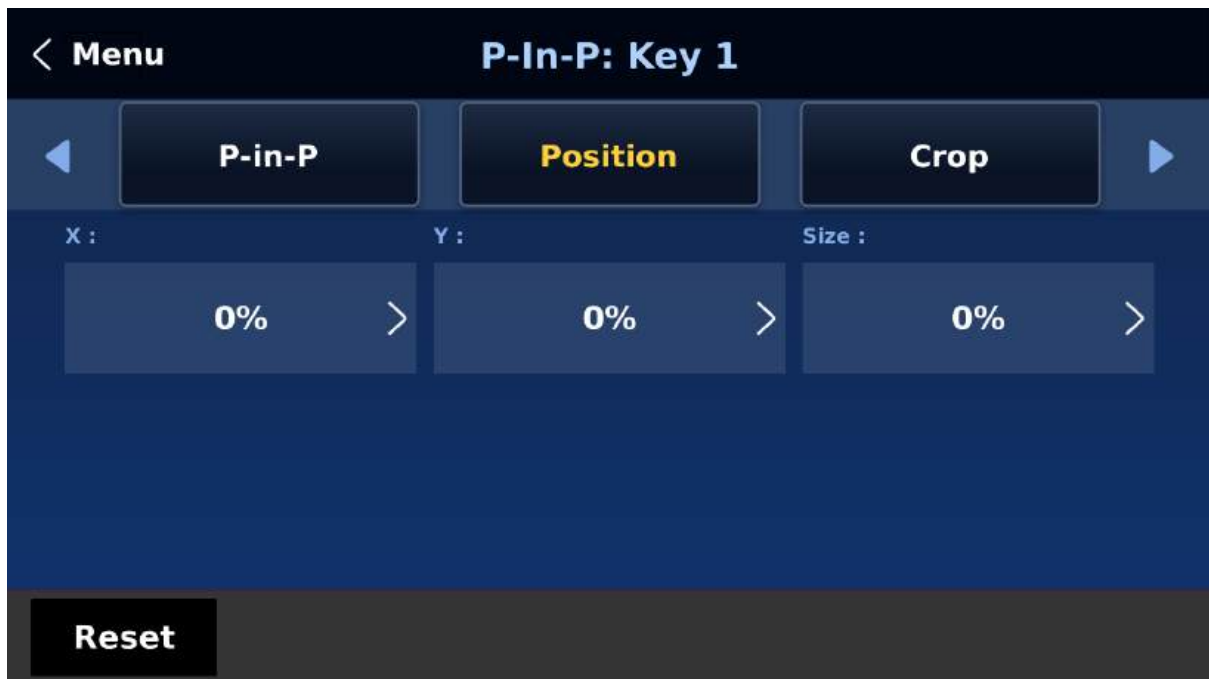 Menu
P-In-P: Key 1
P-in-P Position Crop
X : Y : Size :
0% 0% 0%
Reset